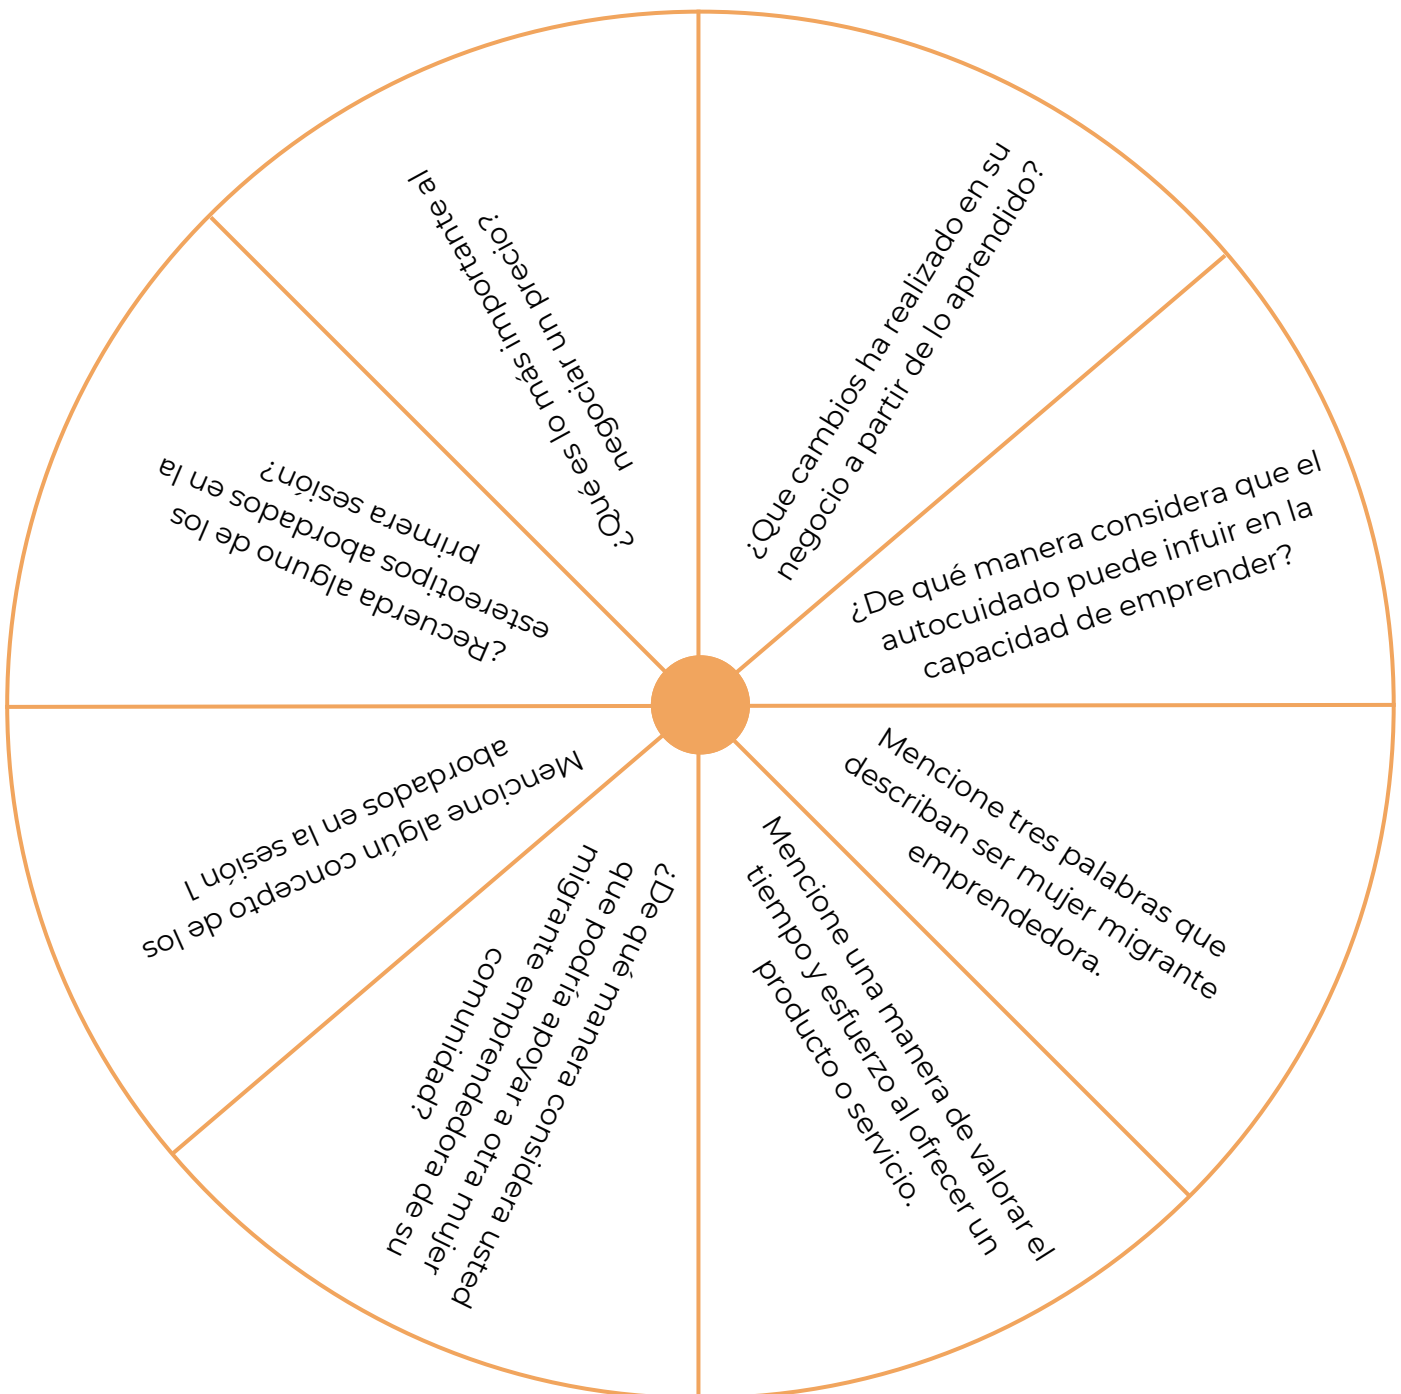 ¿Que cambios ha realizado en su
negocio a partir de lo aprendido?
¿De qué manera considera que el
autocuidado puede infuir en la
capacidad de emprender?
Mencione tres palabras que
describan ser mujer migrante
emprendedora.
Mencione una manera de valorar el
tiempo y esfuerzo al ofrecer un
producto o servicio.
¿De qué manera considera usted
que podría apoyar a otra mujer
migrante emprendedora de su
comunidad?
Mencione algún concepto de los
abordados en la sesión 1
¿Recuerda alguno de los
estereotipos abordados en la
primera sesión?
¿Qué es lo más importante al
negociar un precio?